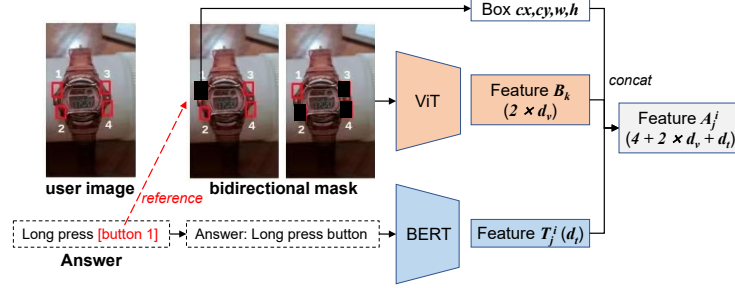 Box cx,cy,w,h
1 3
2 4
user image
1 3
2 4
1 3
2 4
bidirectional mask
reference
ViT
Feature B_k
(2 × d_v)
concat
Feature A_j^i
(4 + 2 × d_v + d_t)
Long press [button 1]
Answer
Answer: Long press button
BERT
Feature T_j^i (d_t)